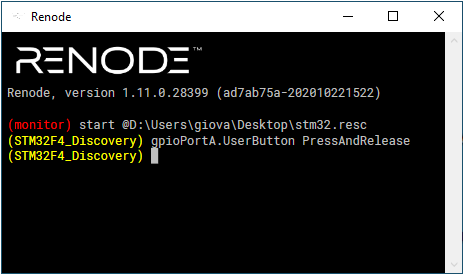 Renode
RENODE™
Renode, version 1.11.0.28399 (ad7ab75a-202010221522)
(monitor) start @D:\Users\giova\Desktop\stm32.resc
(STM32F4_Discovery) gpioPortA.UserButton PressAndRelease
(STM32F4_Discovery)